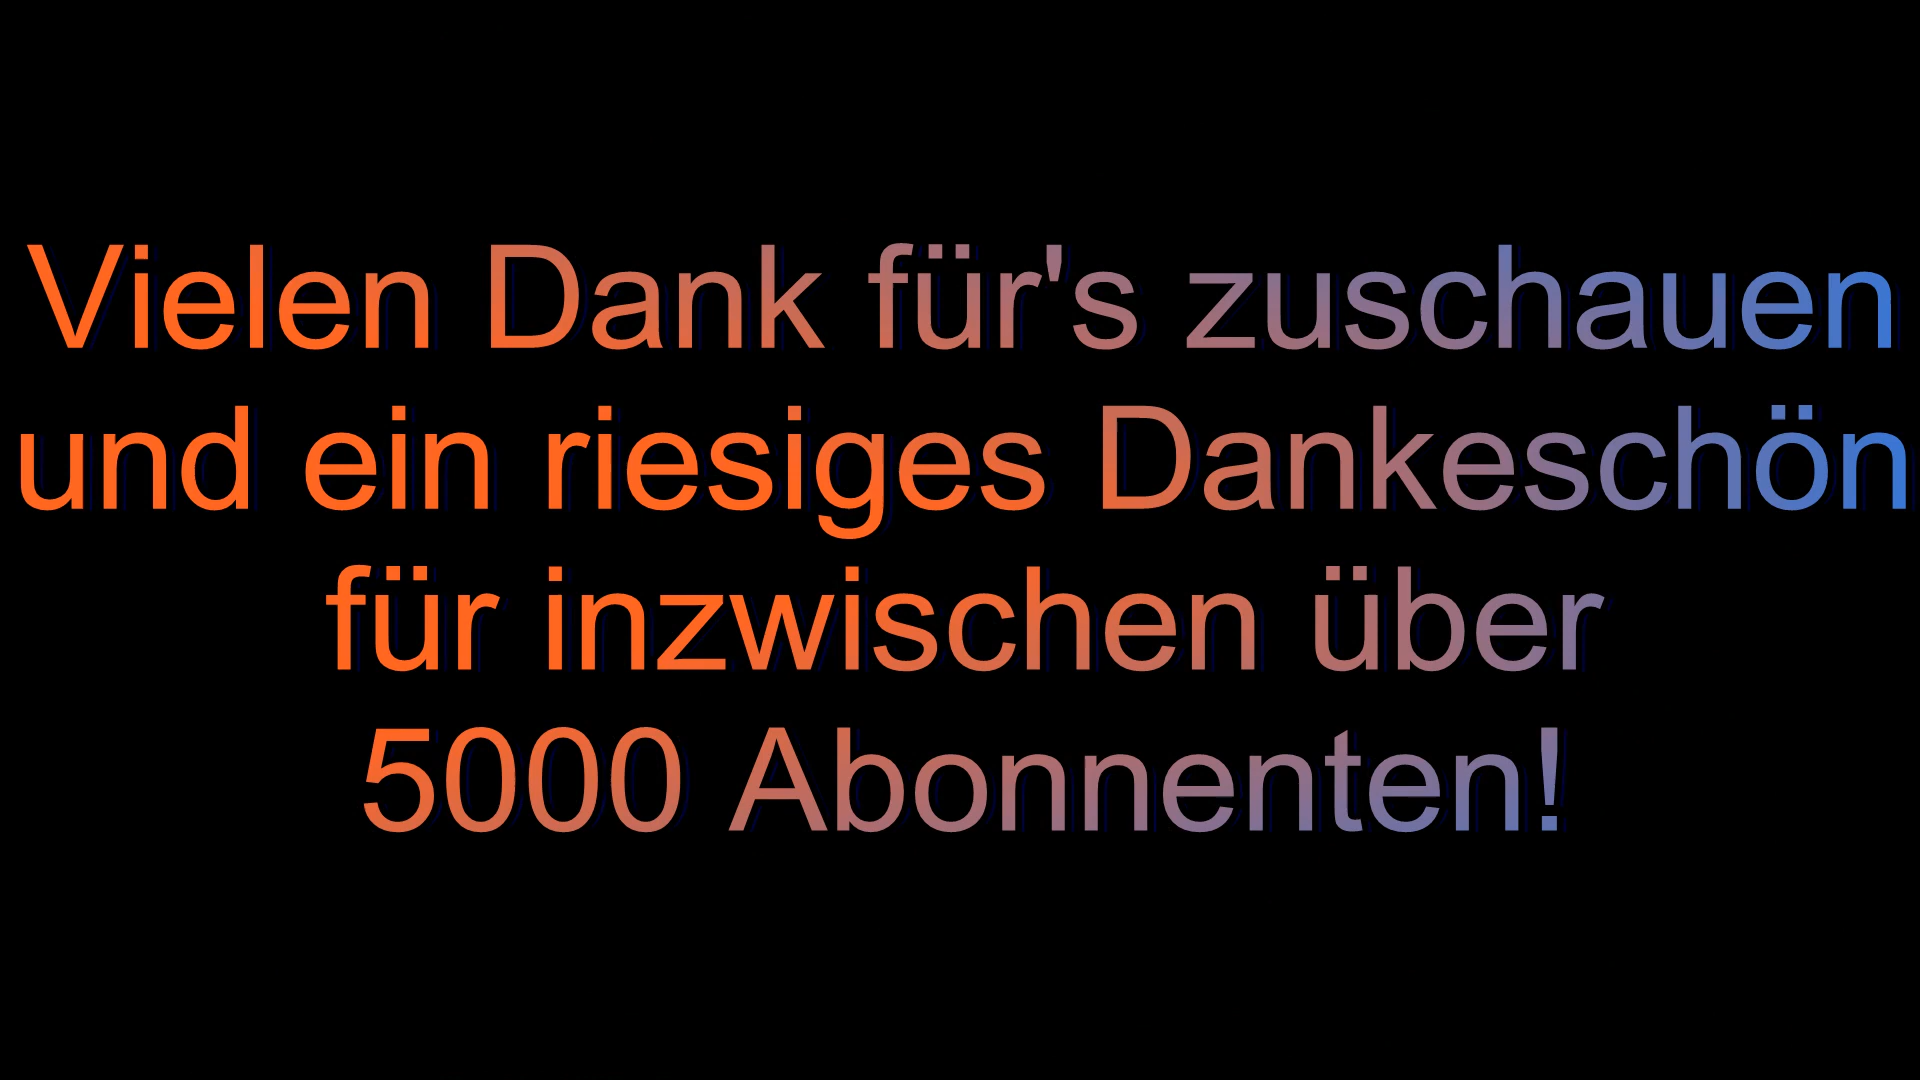 Vielen Dank für's zuschauen
und ein riesiges Dankeschön
für inzwischen über
5000 Abonnenten!